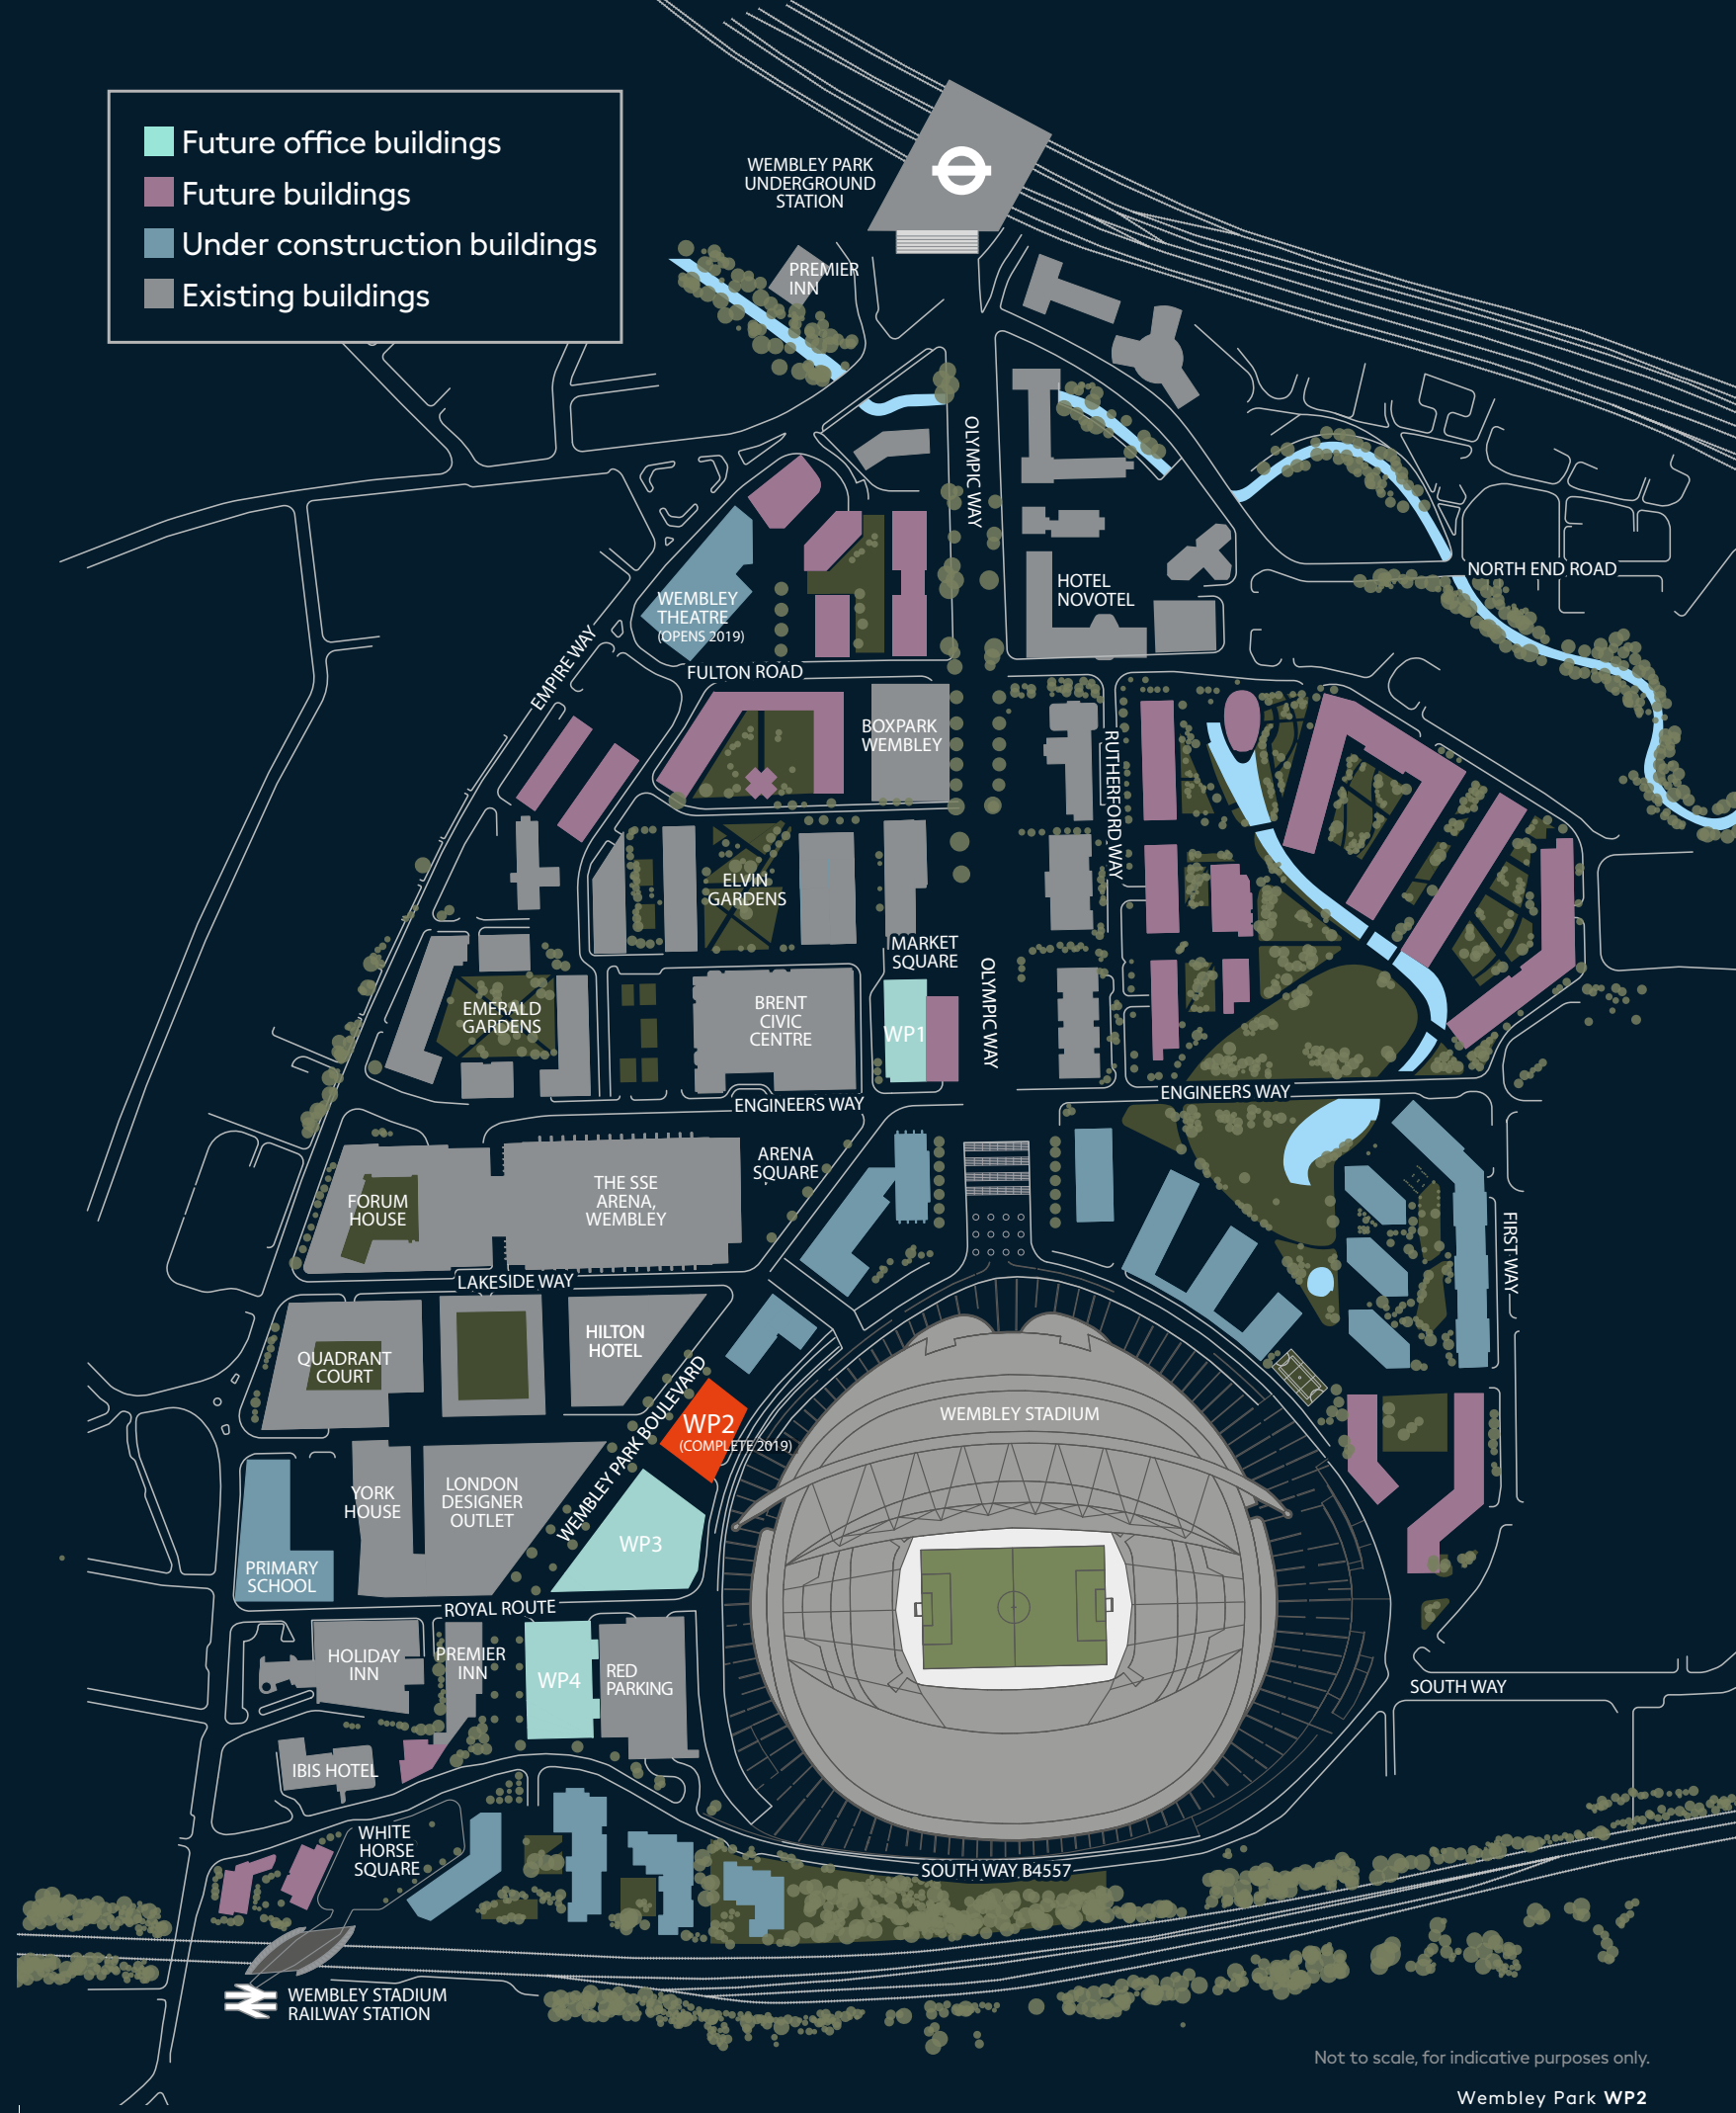 Future office buildings
Future buildings
Under construction buildings
Existing buildings
WEMBLEY PARK
UNDERGROUND
STATION
PREMIER
INN
OLYMPIC WAY
NORTH END ROAD
HOTEL
NOVOTEL
WEMBLEY
THEATRE
(OPENS 2019)
EMPIRE WAY
FULTON ROAD
BOXPARK
WEMBLEY
RUTHERFORD WAY
ELVIN
GARDENS
MARKET
SQUARE
OLYMPIC WAY
EMERALD
GARDENS
BRENT
CIVIC
CENTRE
WP1
ENGINEERS WAY
ENGINEERS WAY
ARENA
SQUARE
FORUM
HOUSE
THE SSE
ARENA,
WEMBLEY
FIRST WAY
LAKESIDE WAY
HILTON
HOTEL
QUADRANT
COURT
WEMBLEY PARK BOULEVARD
WP2
(COMPLETE 2019)
WEMBLEY STADIUM
YORK
HOUSE
LONDON
DESIGNER
OUTLET
WP3
PRIMARY
SCHOOL
ROYAL ROUTE
HOLIDAY
INN
PREMIER
INN
WP4
RED
PARKING
SOUTH WAY
IBIS HOTEL
WHITE
HORSE
SQUARE
SOUTH WAY B4557
WEMBLEY STADIUM
RAILWAY STATION
Not to scale, for indicative purposes only.
Wembley Park WP2